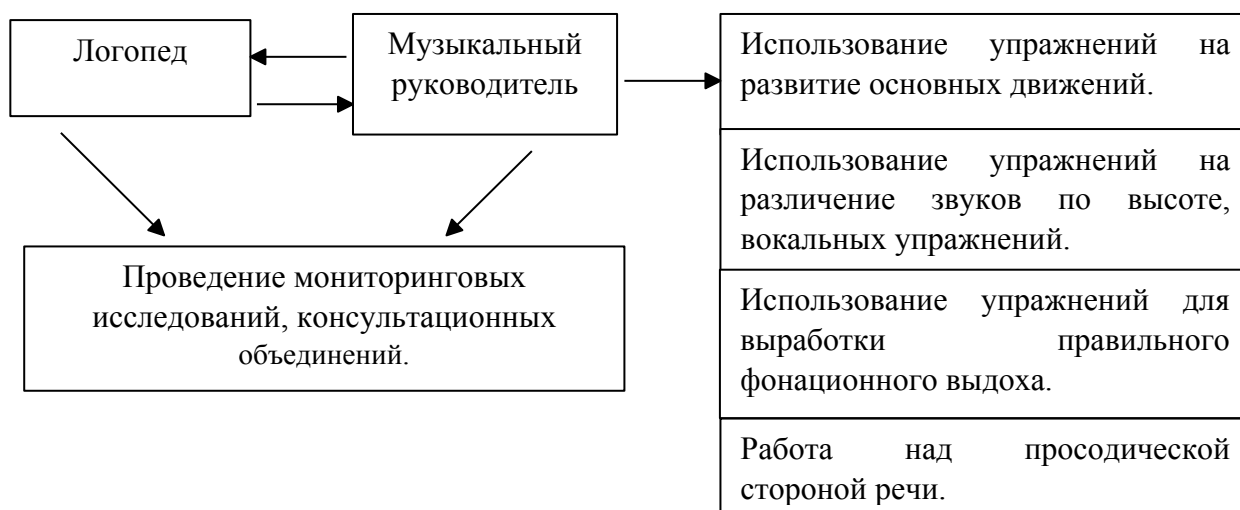 Логопед
Музыкальный
руководитель
Использование упражнений на
развитие основных движений.
Использование упражнений на
различение звуков по высоте,
вокальных упражнений.
Проведение мониторинговых
исследований, консультационных
объединений.
Использование упражнений для
выработки правильного
фонационного выдоха.
Работа над просодической
стороной речи.